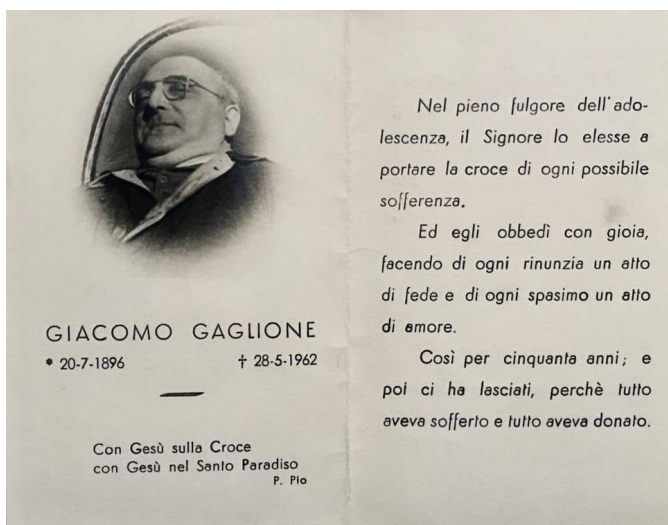 GIACOMO GAGLIONE
* 20-7-1896 † 28-5-1962
Con Gesù sulla Croce
con Gesù nel Santo Paradiso
P. Pio
Nel pieno fulgore dell'ado-
lescenza, il Signore lo elesse a
portare la croce di ogni possibile
sofferenza.
Ed egli obbedì con gioia,
facendo di ogni rinunzia un atto
di fede e di ogni spasimo un atto
di amore.
Così per cinquanta anni; e
poi ci ha lasciati, perchè tutto
aveva sofferto e tutto aveva donato.